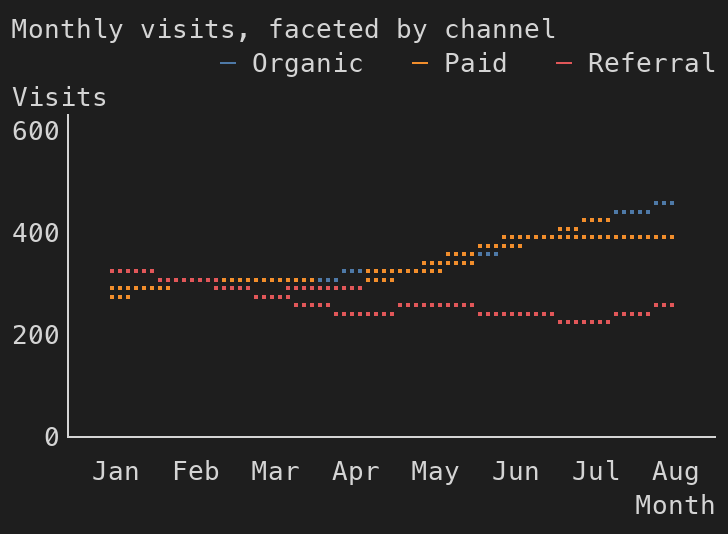 Monthly visits, faceted by channel
Organic Paid Referral
Visits
600
400
200
0
Jan Feb Mar Apr May Jun Jul Aug
Month